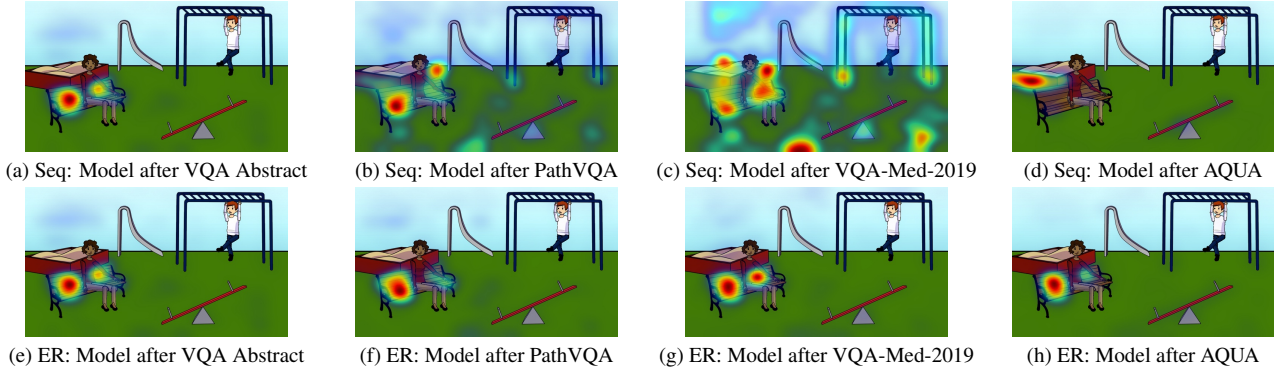 (a) Seq: Model after VQA Abstract
(b) Seq: Model after PathVQA
(c) Seq: Model after VQA-Med-2019
(d) Seq: Model after AQUA
(e) ER: Model after VQA Abstract
(f) ER: Model after PathVQA
(g) ER: Model after VQA-Med-2019
(h) ER: Model after AQUA